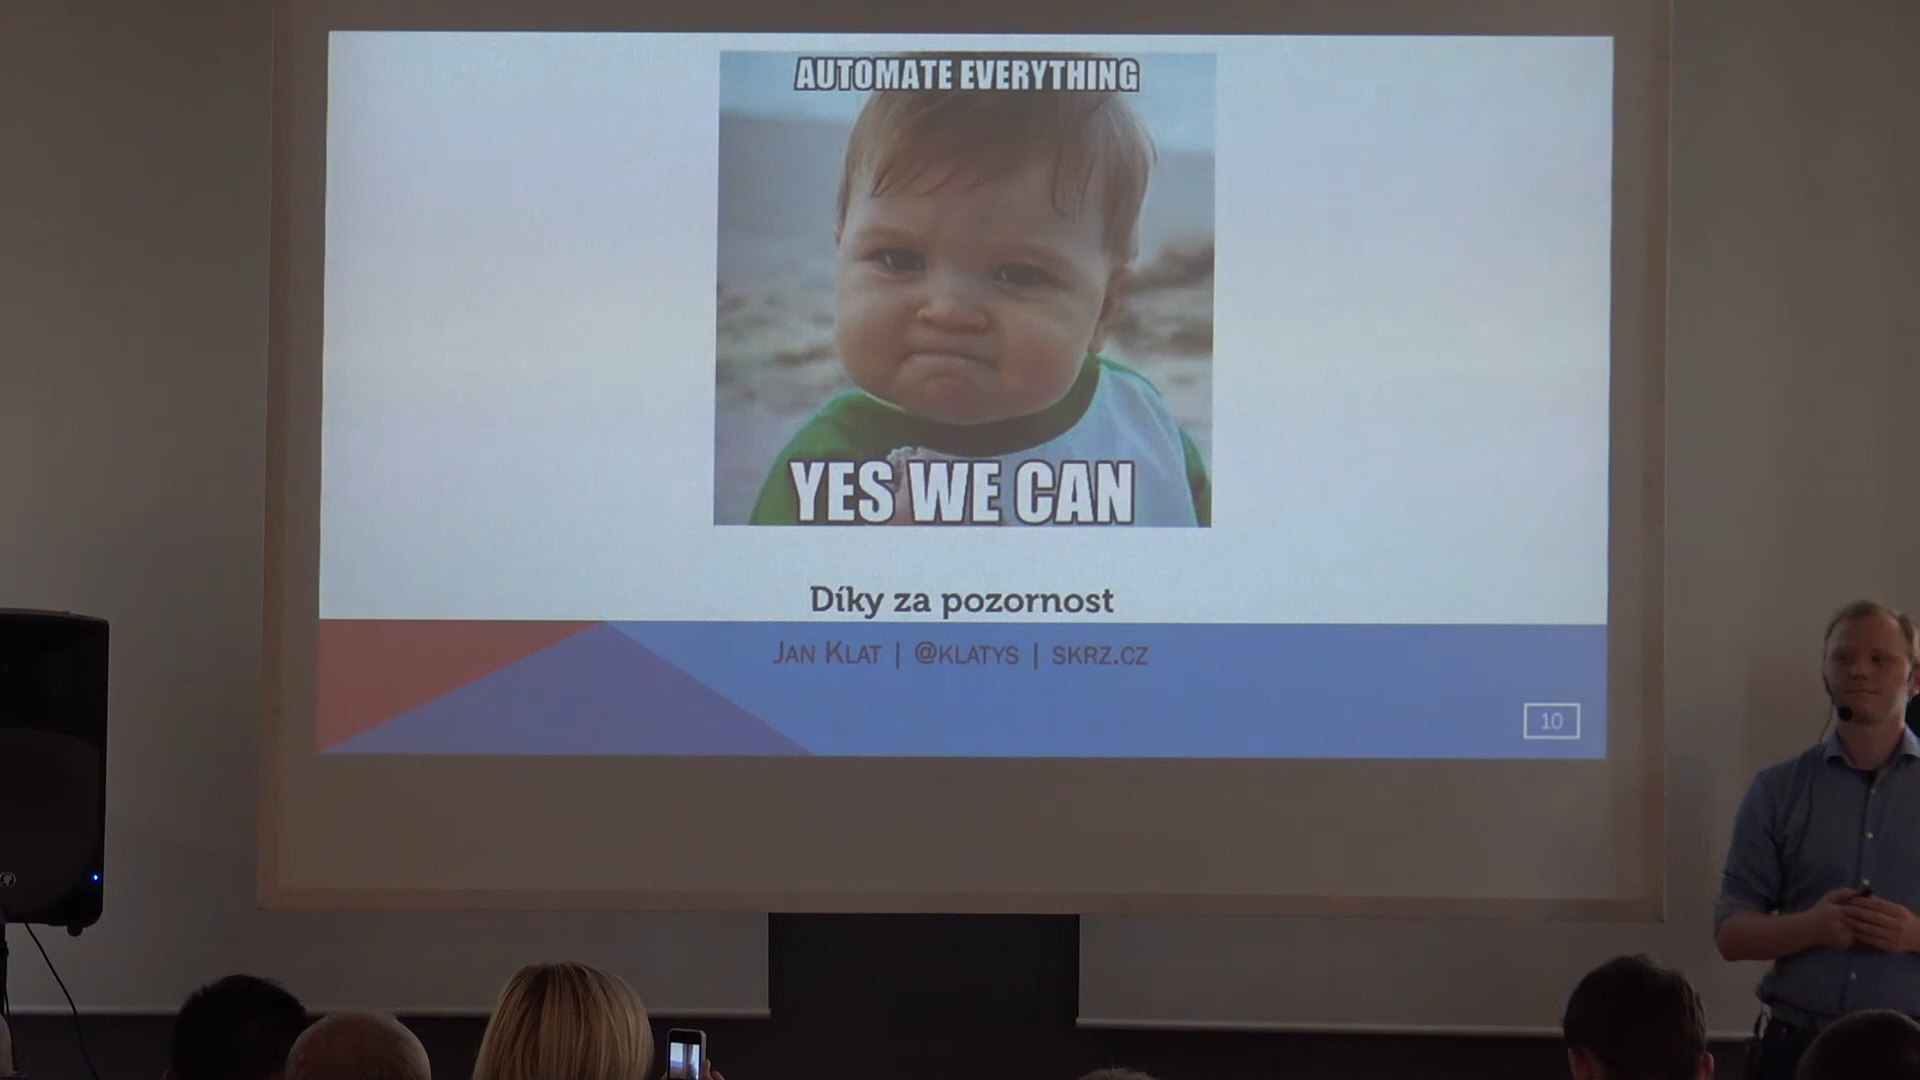 AUTOMATE EVERYTHING
YES WE CAN
Díky za pozornost
JAN KLAT | @KLATYS | SKRZ.CZ
10